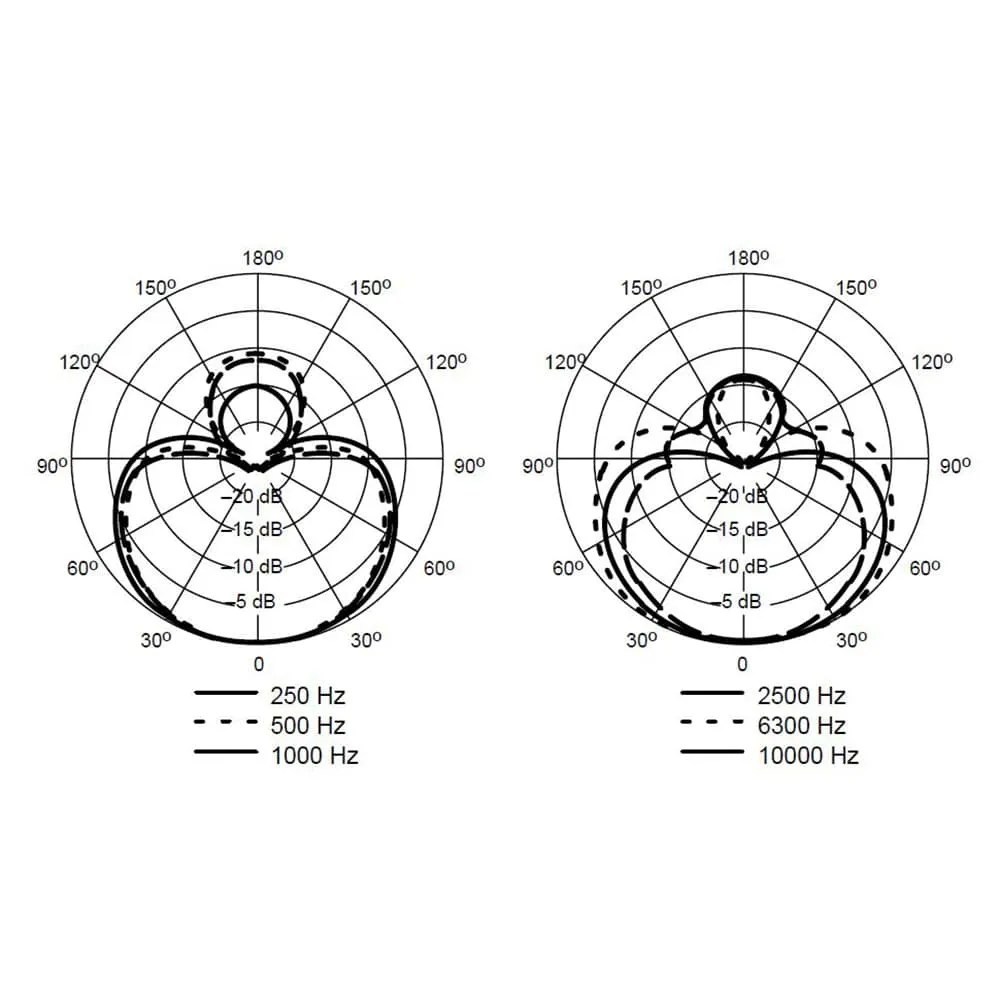 180º 180º
150º 150º 150º 150º
120º 120º 120º 120º
90º 90º 90º 90º
–20 dB –20 dB
–15 dB –15 dB
–10 dB –10 dB
60º 60º 60º 60º
–5 dB –5 dB
30º 30º 30º 30º
0 0
250 Hz 2500 Hz
500 Hz 6300 Hz
1000 Hz 10000 Hz